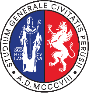 STUDIUM GENERALE CIVITATIS PERUSII
A.D. MCCCVIII